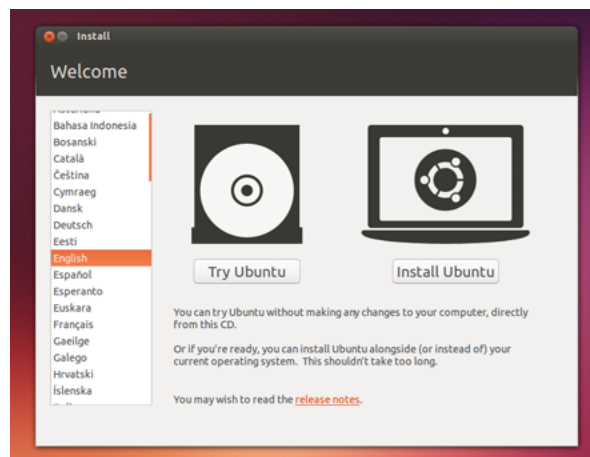 Install
Welcome
Bahasa Indonesia
Bosanski
Català
Čeština
Cymraeg
Dansk
Deutsch
Eesti
English
Español
Esperanto
Euskara
Français
Gaeilge
Galego
Hrvatski
Íslenska
Try Ubuntu
Install Ubuntu
You can try Ubuntu without making any changes to your computer, directly
from this CD.
Or if you're ready, you can install Ubuntu alongside (or instead of) your
current operating system. This shouldn't take too long.
You may wish to read the release notes.